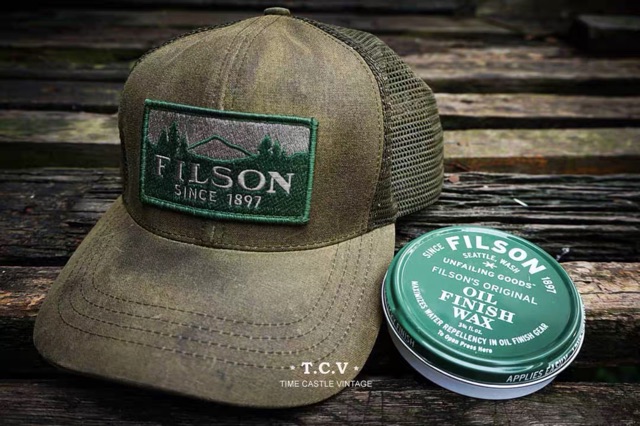 FILSON
SINCE 1897
SINCE FILSON 1897
SEATTLE, WASH
UNFAILING GOODS
FILSON'S ORIGINAL
OIL
FINISH
WAX
MAXIMIZES WATER REPELLENCY IN OIL FINISH GEAR
To Open Press Here
FINISH
APPLIES
T.C.V
TIME CASTLE VINTAGE